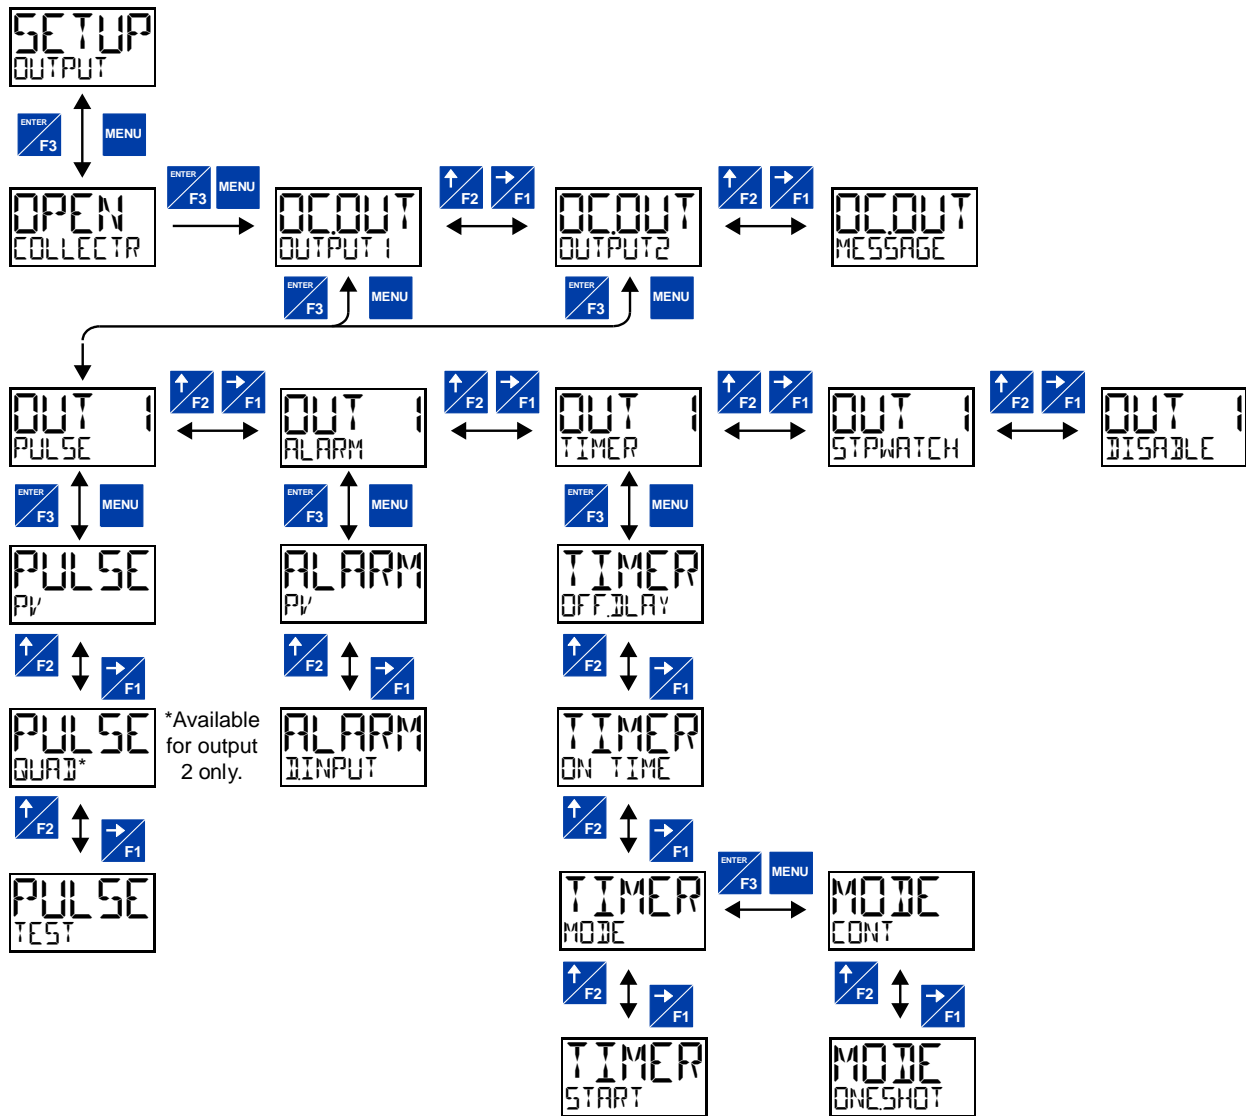 SETUP
OUTPUT
ENTER
F3
MENU
OPEN
COLLECTR
ENTER
F3
MENU
OC.OUT
OUTPUT 1
F2
F1
OC.OUT
OUTPUT2
F2
F1
OC.OUT
MESSAGE
ENTER
F3
MENU
ENTER
F3
MENU
OUT 1
PULSE
F2
F1
OUT 1
ALARM
F2
F1
OUT 1
TIMER
F2
F1
OUT 1
STPWATCH
F2
F1
OUT 1
DISABLE
ENTER
F3
MENU
ENTER
F3
MENU
ENTER
F3
MENU
PULSE
PV
ALARM
PV
TIMER
OFF.DLAY
F2
F1
F2
F1
F2
F1
PULSE
QUAD*
*Available
for output
2 only.
ALARM
D.INPUT
TIMER
ON TIME
F2
F1
F2
F1
PULSE
TEST
TIMER
MODE
ENTER
F3
MENU
MODE
CONT
F2
F1
F2
F1
TIMER
START
MODE
ONE.SHOT